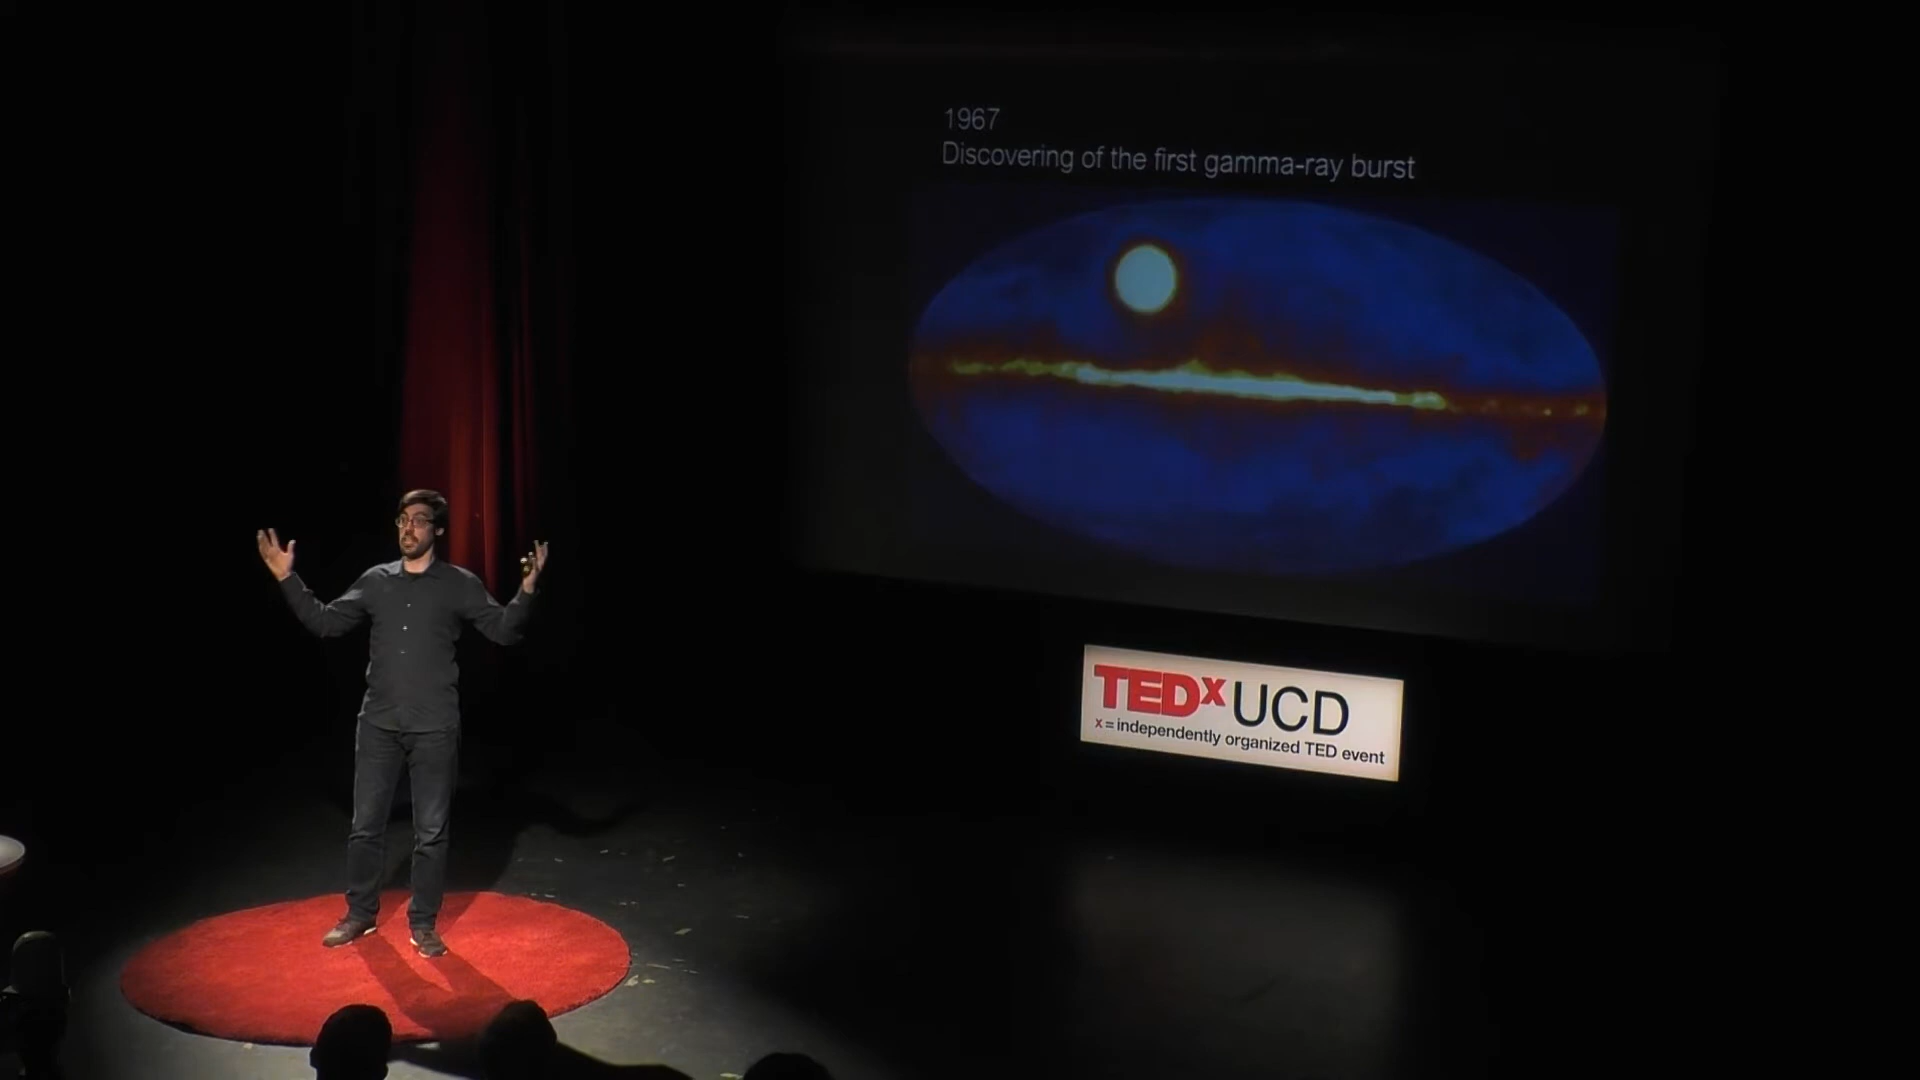 1967
Discovering of the first gamma-ray burst
TEDx UCD
x = independently organized TED event